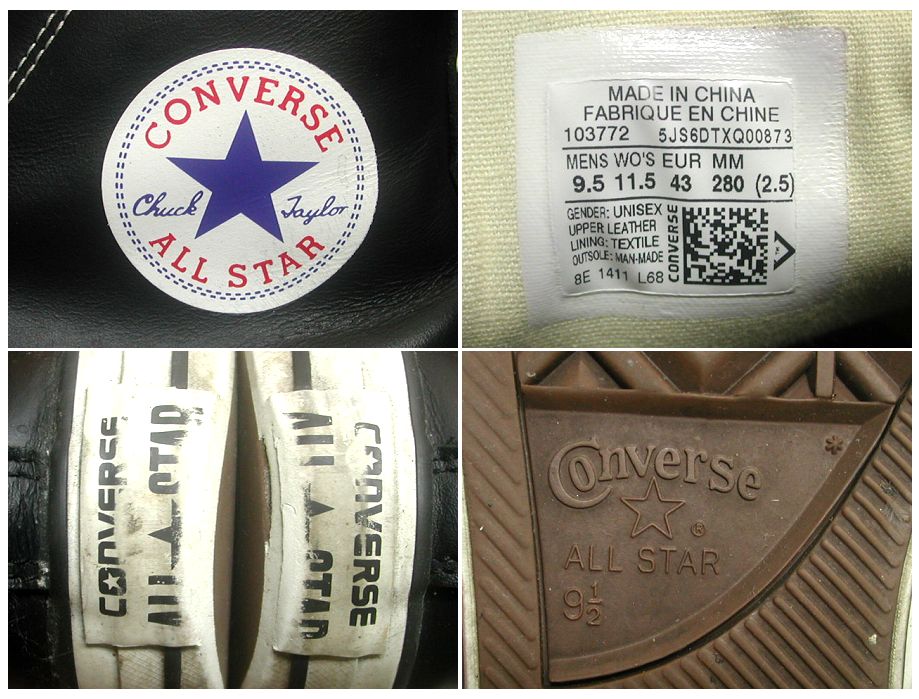 CONVERSE
Chuck Taylor
ALL STAR
MADE IN CHINA
FABRIQUE EN CHINE
103772 5JS6DTXQ00873
MENS WO'S EUR MM
9.5 11.5 43 280 (2.5)
GENDER: UNISEX
UPPER LEATHER
LINING: TEXTILE
OUTSOLE: MAN-MADE
8E 1411 L68
CONVERSE
A
CONVERSE
ALL STAR
ALL STAR
CONVERSE
Converse
®
ALL STAR
9½